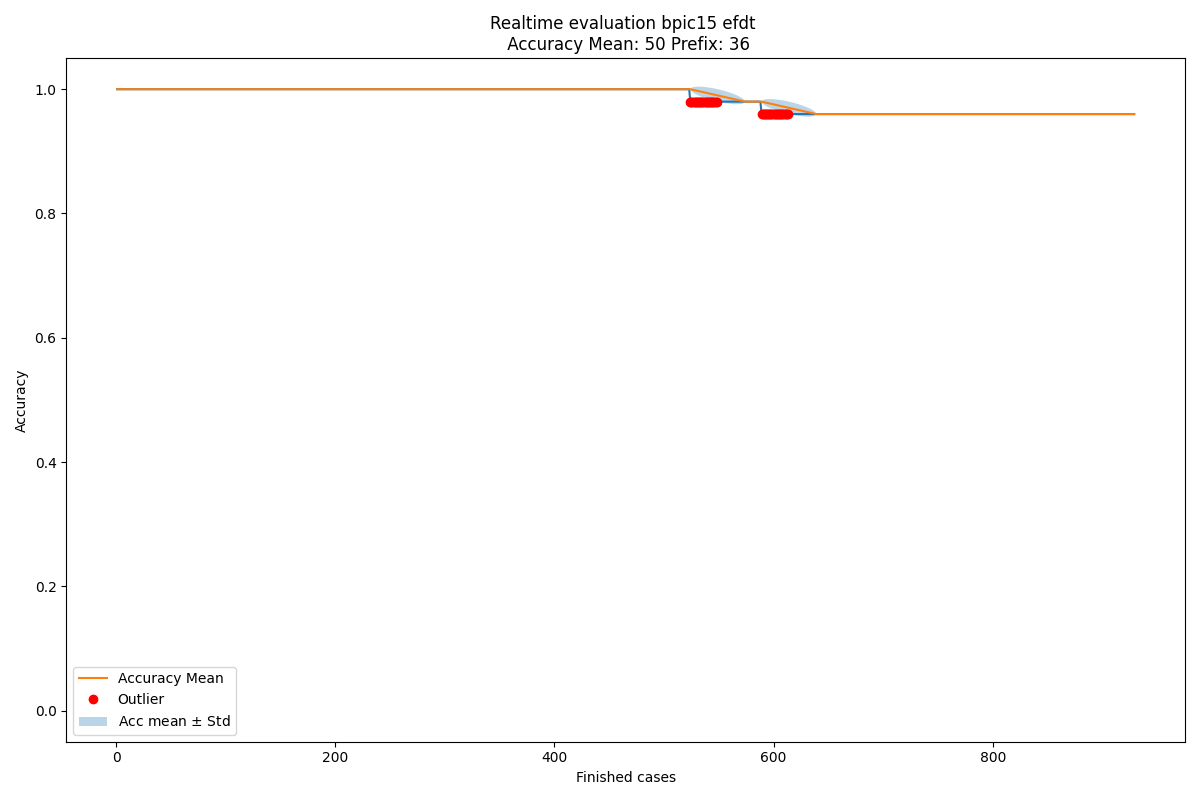 Realtime evaluation bpic15 efdt
Accuracy Mean: 50 Prefix: 36
1.0
0.8
0.6
0.4
0.2
0.0
Accuracy
Accuracy Mean
Outlier
Acc mean ± Std
0 200 400 600 800
Finished cases